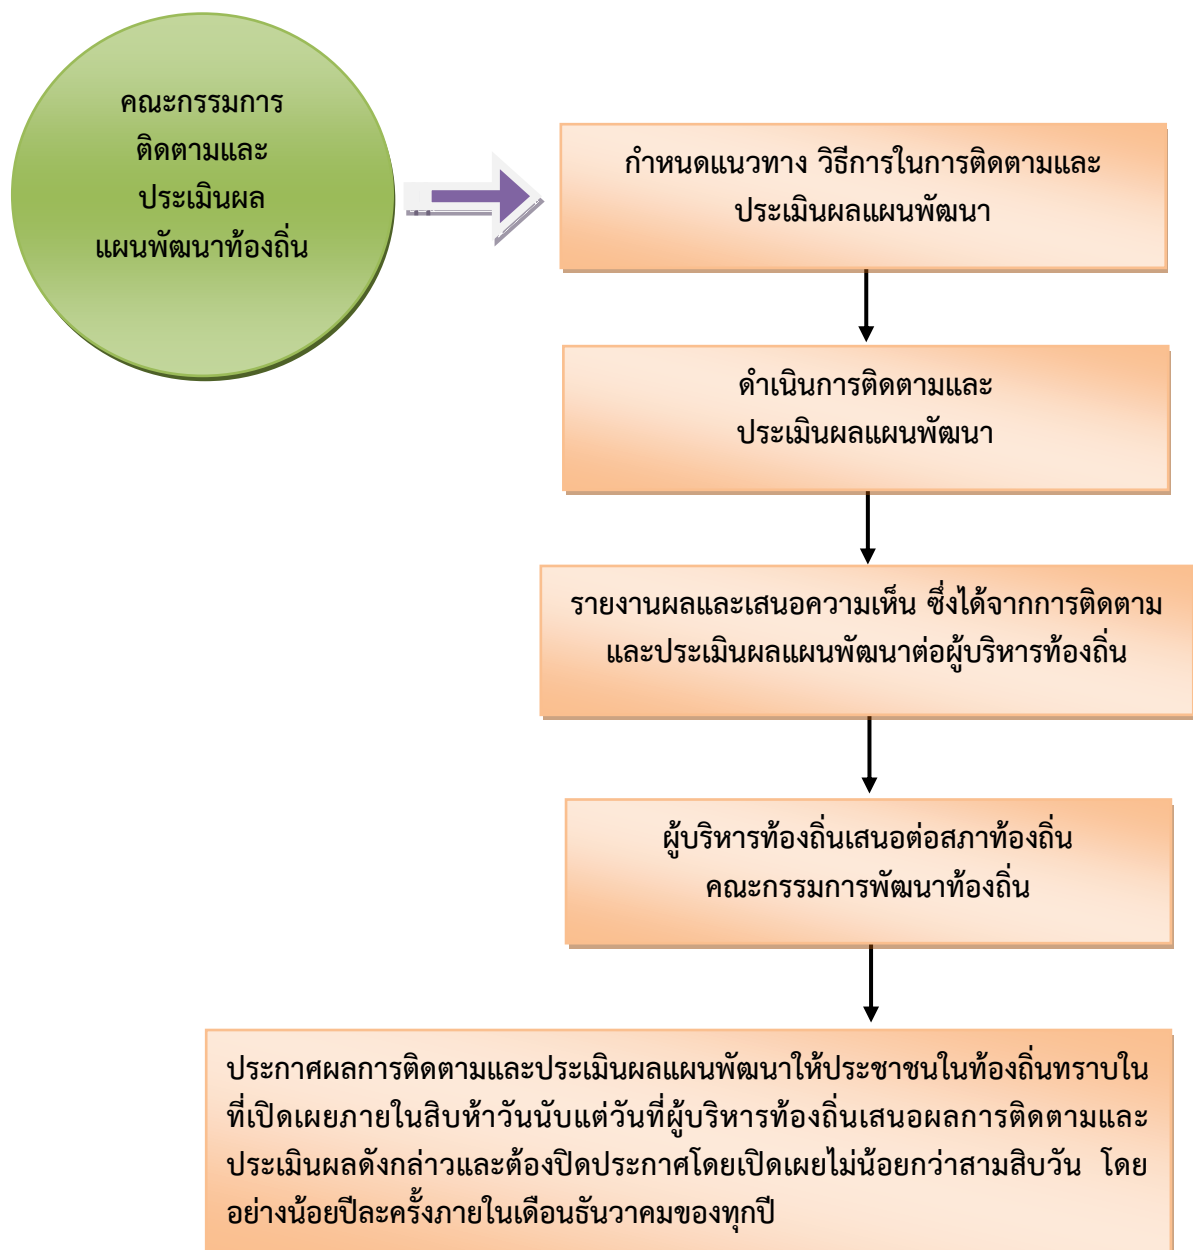 คณะกรรมการ
ติดตามและ
ประเมินผล
แผนพัฒนาท้องถิ่น
กำหนดแนวทาง วิธีการในการติดตามและ
ประเมินผลแผนพัฒนา
ดำเนินการติดตามและ
ประเมินผลแผนพัฒนา
รายงานผลและเสนอความเห็น ซึ่งได้จากการติดตาม
และประเมินผลแผนพัฒนาต่อผู้บริหารท้องถิ่น
ผู้บริหารท้องถิ่นเสนอต่อสภาท้องถิ่น
คณะกรรมการพัฒนาท้องถิ่น
ประกาศผลการติดตามและประเมินผลแผนพัฒนาให้ประชาชนในท้องถิ่นทราบใน
ที่เปิดเผยภายในสิบห้าวันนับแต่วันที่ผู้บริหารท้องถิ่นเสนอผลการติดตามและ
ประเมินผลดังกล่าวและต้องปิดประกาศโดยเปิดเผยไม่น้อยกว่าสามสิบวัน โดย
อย่างน้อยปีละครั้งภายในเดือนธันวาคมของทุกปี